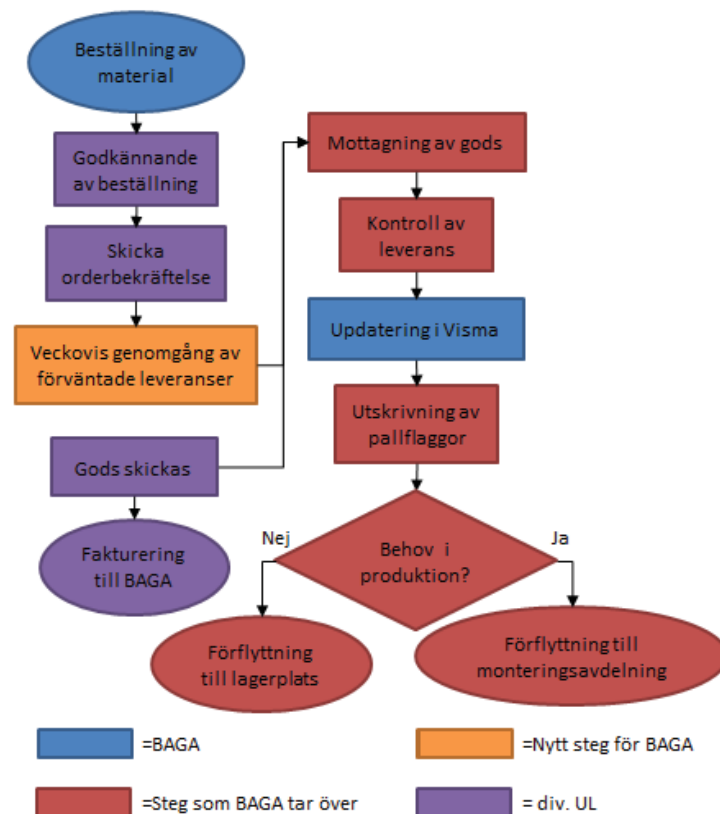 Beställning av
material
Godkännande
av beställning
Skicka
orderbekräftelse
Veckovis genomgång av
förväntade leveranser
Gods skickas
Fakturering
till BAGA
Mottagning av gods
Kontroll av
leverans
Updatering i Visma
Utskrivning av
pallflaggor
Behov i
produktion?
Nej
Ja
Förflyttning
till lagerplats
Förflyttning till
monteringsavdelning
=BAGA
=Nytt steg för BAGA
=Steg som BAGA tar över
= div. UL